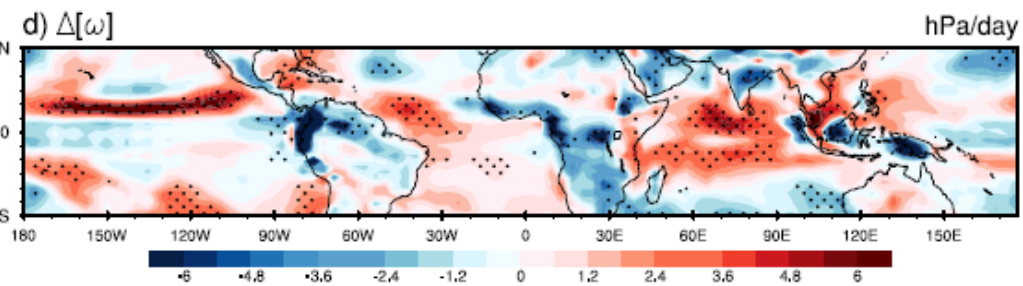 d) Δ[ω] hPa/day
N
0
S
180 150W 120W 90W 60W 30W 0 30E 60E 90E 120E 150E
-6 -4.8 -3.6 -2.4 -1.2 0 1.2 2.4 3.6 4.8 6